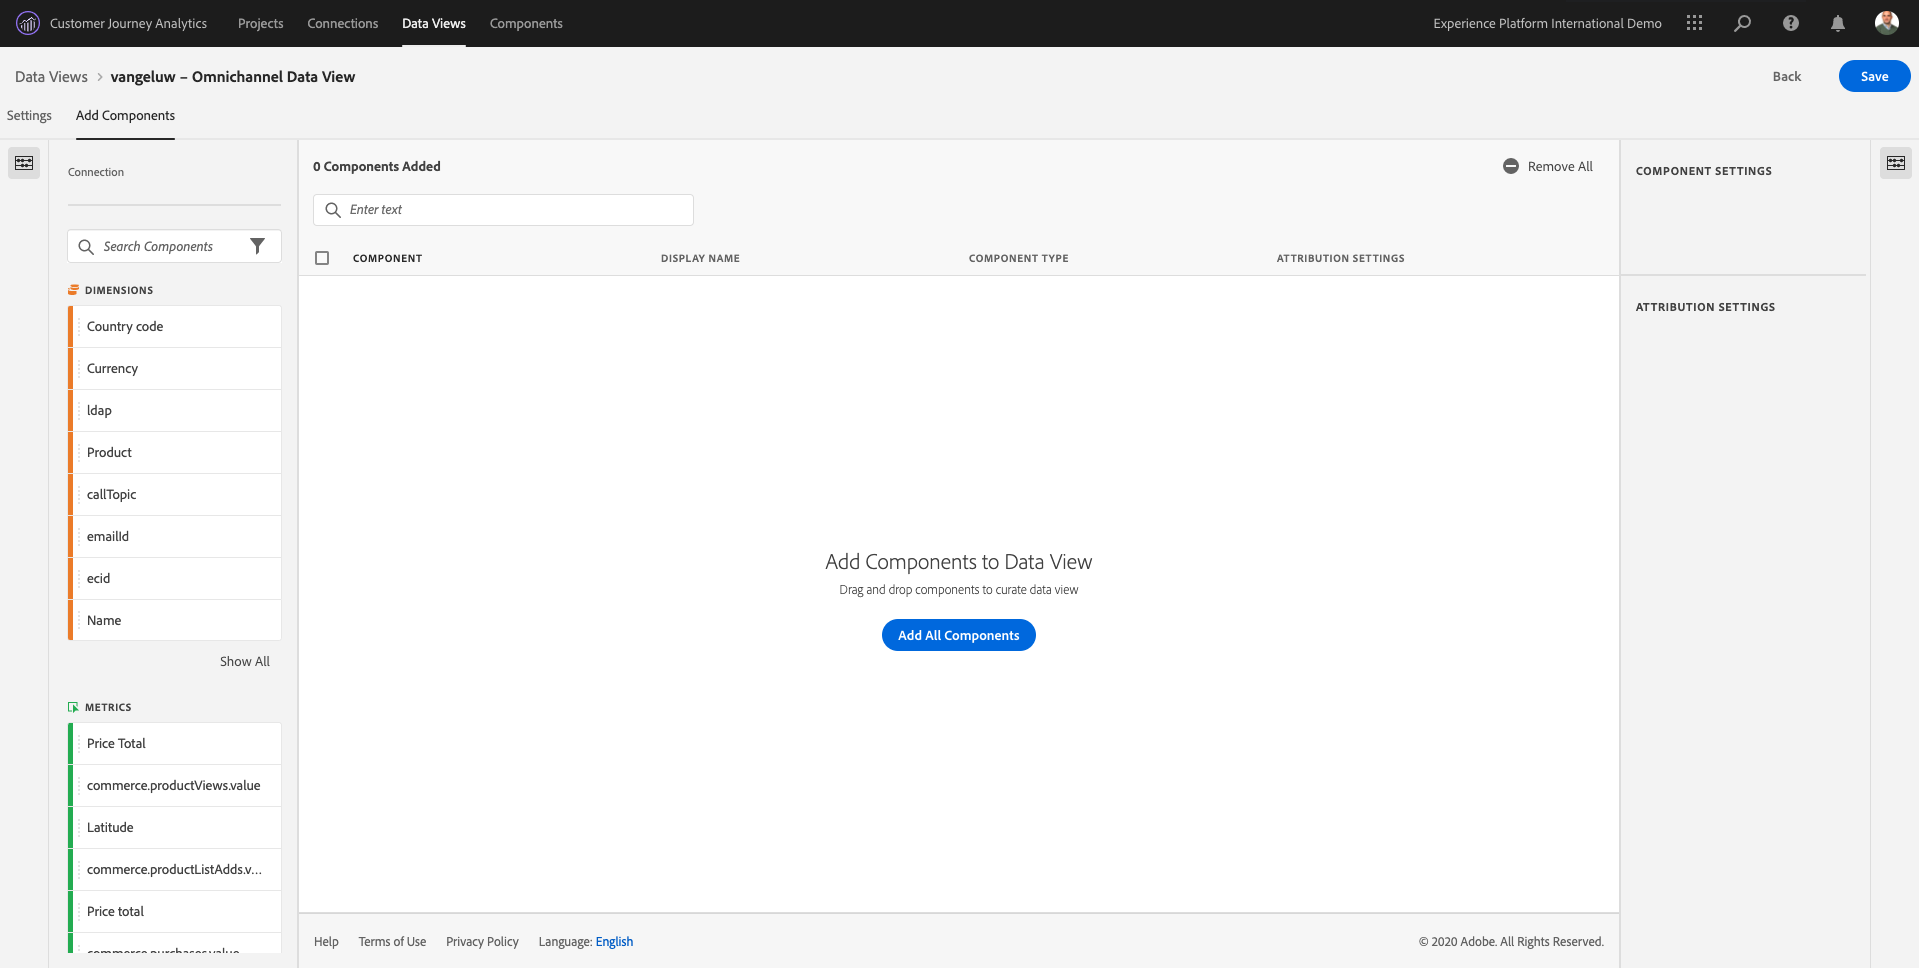 Customer Journey Analytics
Projects
Connections
Data Views
Components
Experience Platform International Demo
Data Views > vangeluw – Omnichannel Data View
Back
Save
Settings
Add Components
Connection
Search Components
DIMENSIONS
Country code
Currency
ldap
Product
callTopic
emailId
ecid
Name
Show All
METRICS
Price Total
commerce.productViews.value
Latitude
commerce.productListAdds.v...
Price total
commerce.purchases.value
0 Components Added
Remove All
Enter text
COMPONENT
DISPLAY NAME
COMPONENT TYPE
ATTRIBUTION SETTINGS
Add Components to Data View
Drag and drop components to curate data view
Add All Components
COMPONENT SETTINGS
ATTRIBUTION SETTINGS
Help
Terms of Use
Privacy Policy
Language: English
© 2020 Adobe. All Rights Reserved.